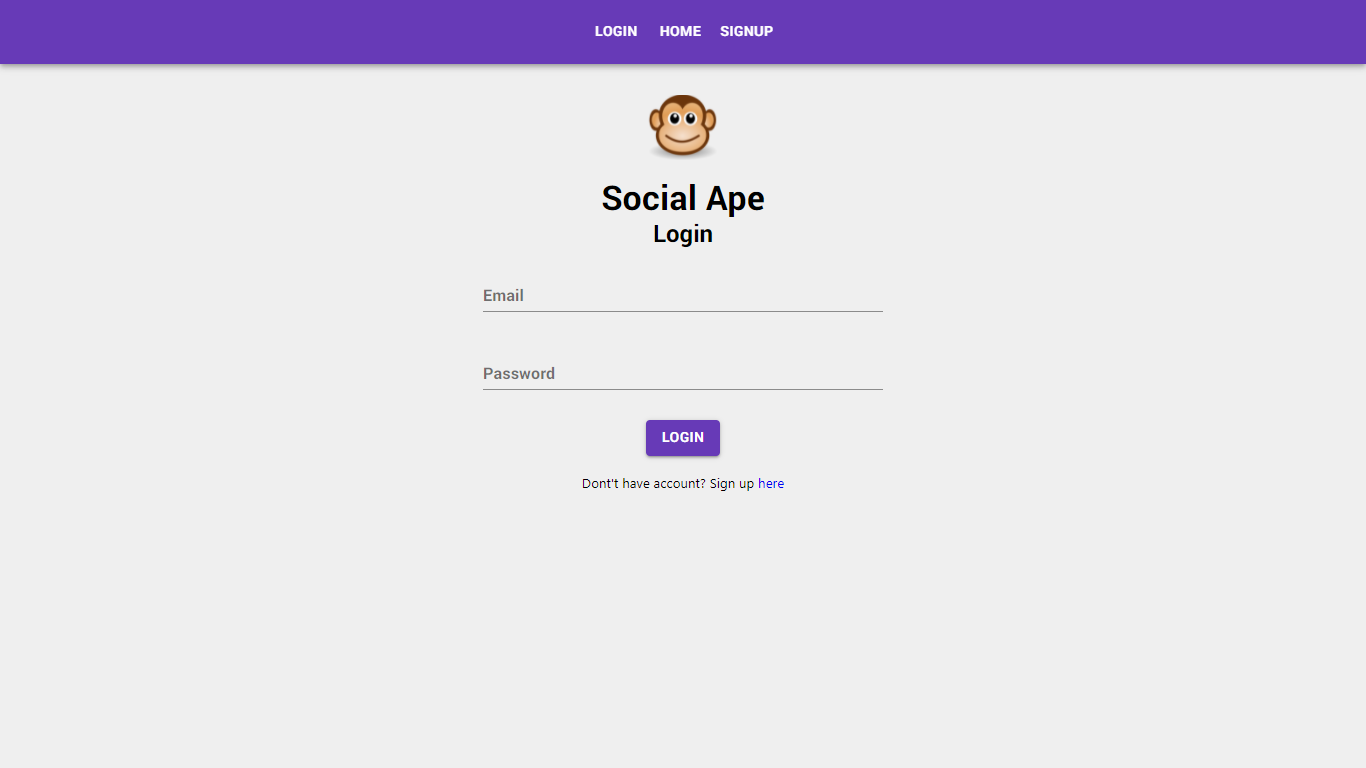 LOGIN HOME SIGNUP
Social Ape
Login
Email
Password
LOGIN
Dont't have account? Sign up here